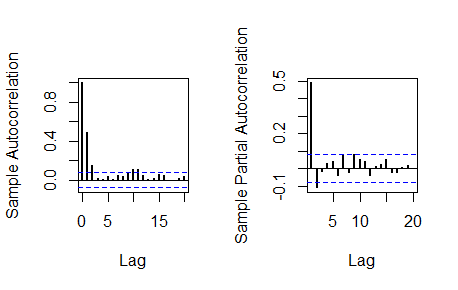 Sample Autocorrelation
0.0 0.4 0.8
0 5 15
Lag
Sample Partial Autocorrelation
-0.1 0.2 0.5
5 10 20
Lag